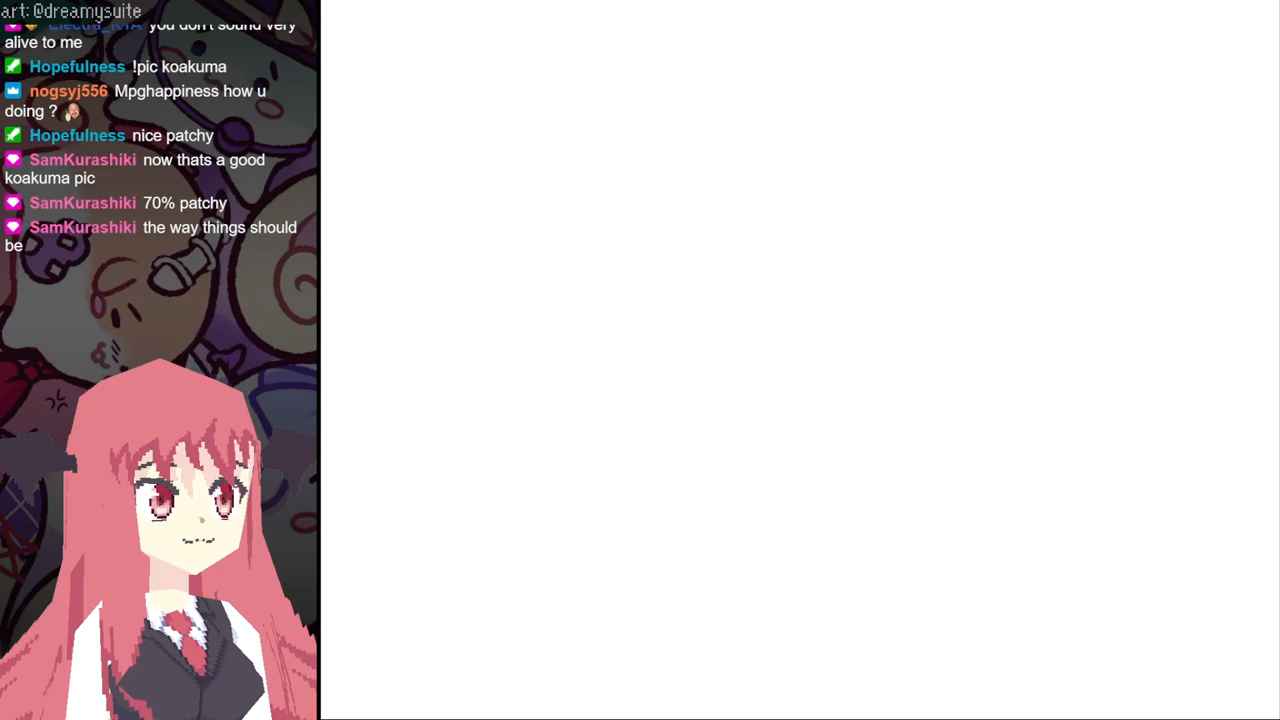 art: @dreamysuite
Electra_KTA you don't sound very
alive to me
Hopefulness !pic koakuma
nogsyj556 Mpghappiness how u
doing ?
Hopefulness nice patchy
SamKurashiki now thats a good
koakuma pic
SamKurashiki 70% patchy
SamKurashiki the way things should
be